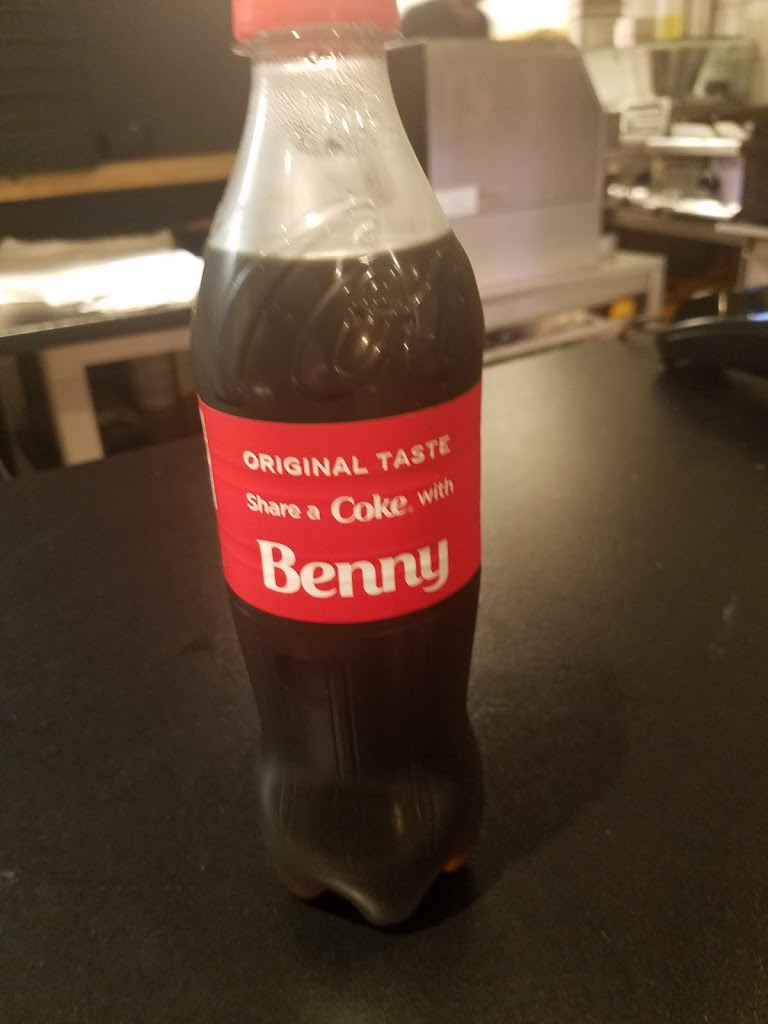 ORIGINAL TASTE
Share a Coke with
Benny